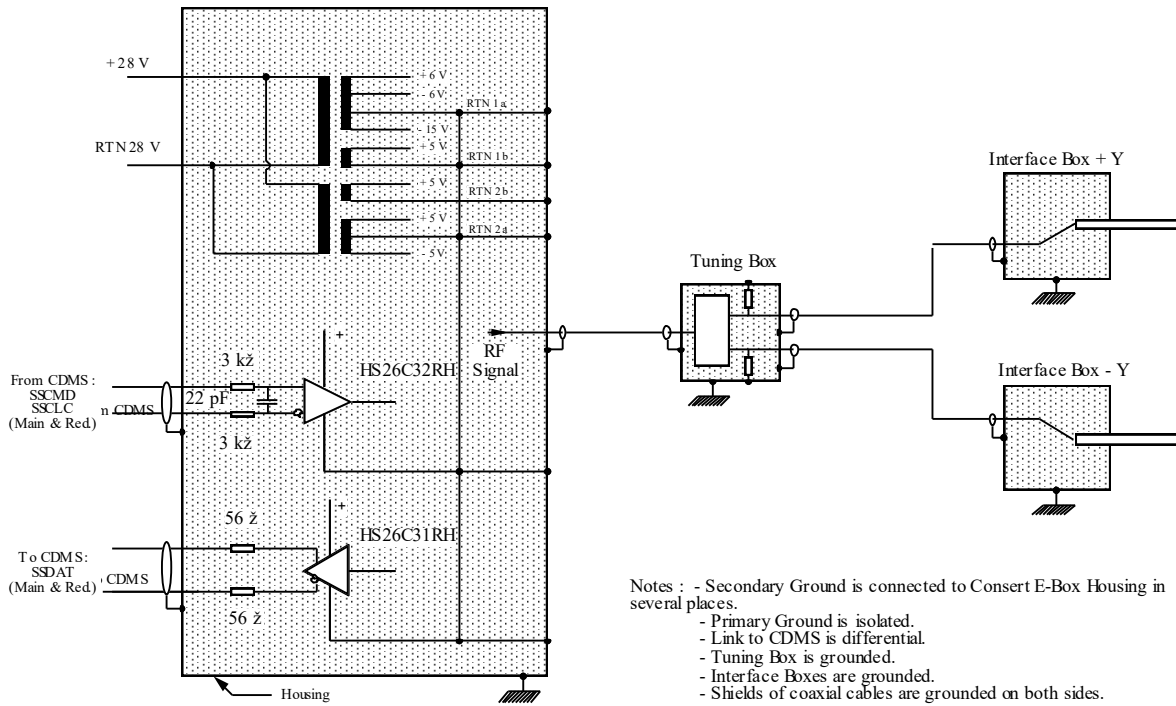 +28 V
RTN28 V
+6 V
- 6V
RTN 1a
- 15 V
+5 V
RTN 1b
+5 V
RTN 2b
+5 V
RTN 2a
- 5V
Interface Box + Y
Tuning Box
RF
Signal
+
3 kž
HS26C32RH
From CDMS :
SSCMD
SSCLC
(Main & Red.)
n CDMS
22 pF
3 kž
Interface Box - Y
+
56 ž
HS26C31RH
To CDMS:
SSDAT
(Main & Red.)
CDMS
56 ž
Housing
Notes : - Secondary Ground is connected to Consert E-Box Housing in
several places.
- Primary Ground is isolated.
- Link to CDMS is differential.
- Tuning Box is grounded.
- Interface Boxes are grounded.
- Shields of coaxial cables are grounded on both sides.